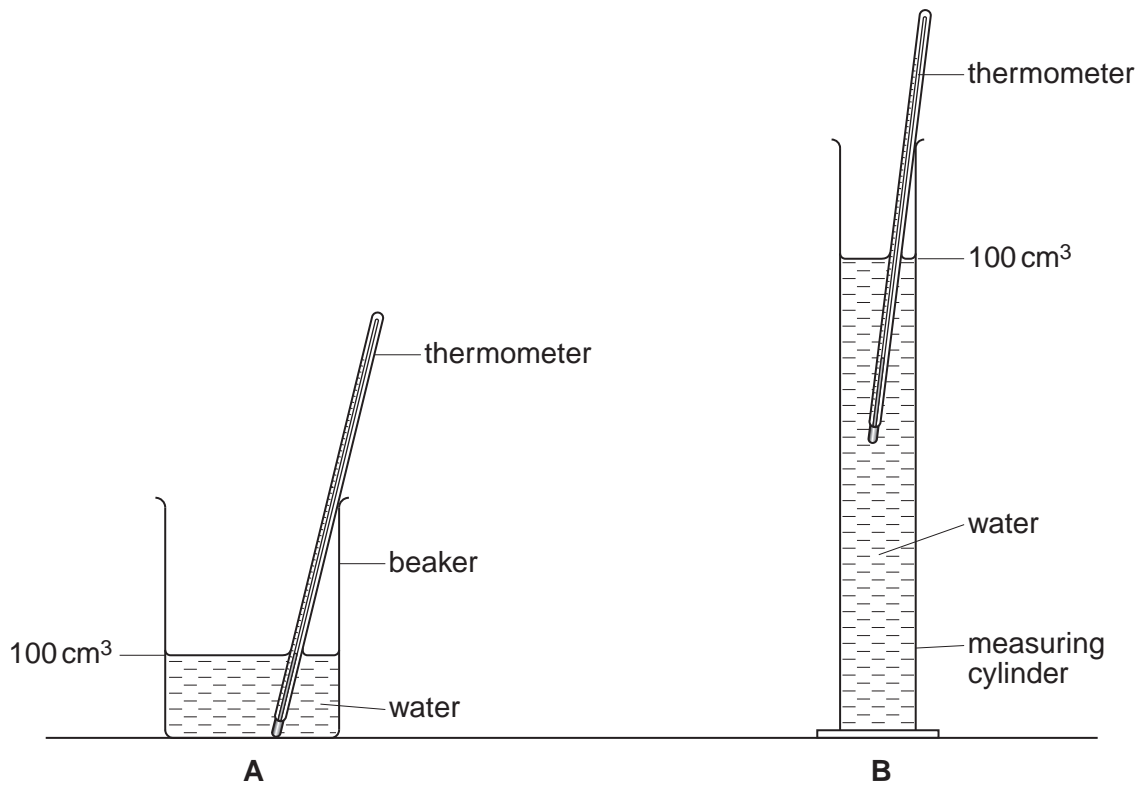 thermometer
100 cm³
thermometer
beaker
water
100 cm³
water
measuring
cylinder
A
B